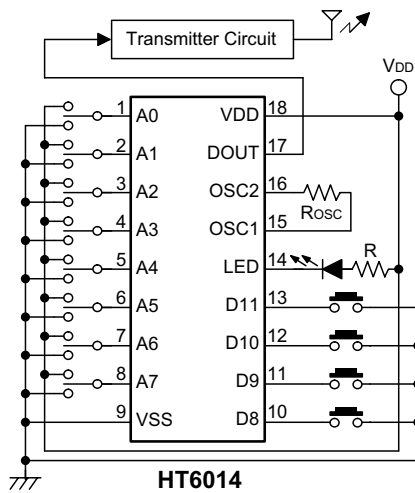 Transmitter Circuit
VDD
1 A0 VDD 18
2 A1 DOUT 17
3 A2 OSC2 16
ROSC
4 A3 OSC1 15
R
5 A4 LED 14
6 A5 D11 13
7 A6 D10 12
8 A7 D9 11
9 VSS D8 10
HT6014